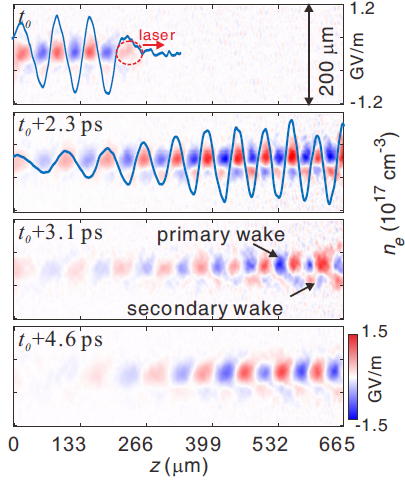 t0
laser
200 μm
1.2
GV/m
-1.2
t0+2.3 ps
ne (10^17 cm^-3)
t0+3.1 ps
primary wake
secondary wake
t0+4.6 ps
1.5
GV/m
-1.5
0 133 266 399 532 665
z (μm)